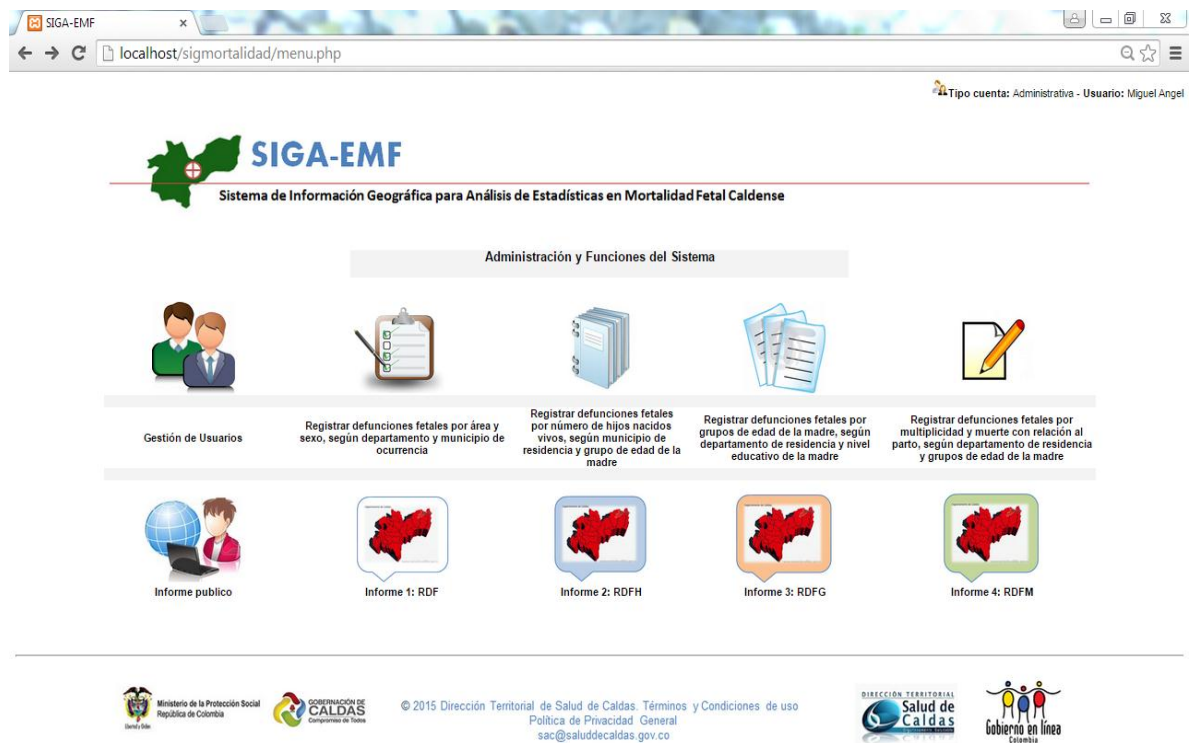 SIGA-EMF
localhost/sigmortalidad/menu.php
Tipo cuenta: Administrativa - Usuario: Miguel Angel
SIGA-EMF
Sistema de Información Geográfica para Análisis de Estadísticas en Mortalidad Fetal Caldense
Administración y Funciones del Sistema
Gestión de Usuarios
Registrar defunciones fetales por área y
sexo, según departamento y municipio de
ocurrencia
Registrar defunciones fetales
por número de hijos nacidos
vivos, según municipio de
residencia y grupo de edad de la
madre
Registrar defunciones fetales por
grupos de edad de la madre, según
departamento de residencia y nivel
educativo de la madre
Registrar defunciones fetales por
multiplicidad y muerte con relación al
parto, según departamento de residencia
y grupos de edad de la madre
Informe publico
Informe 1: RDF
Informe 2: RDFH
Informe 3: RDFG
Informe 4: RDFM
Libertad y Orden
Ministerio de la Protección Social
República de Colombia
GOBERNACIÓN DE
CALDAS
Compromiso de Todos
© 2015 Dirección Territorial de Salud de Caldas. Términos y Condiciones de uso
Política de Privacidad General
sac@saluddecaldas.gov.co
DIRECCIÓN TERRITORIAL
Salud de
Caldas
Gobierno en línea
Colombia